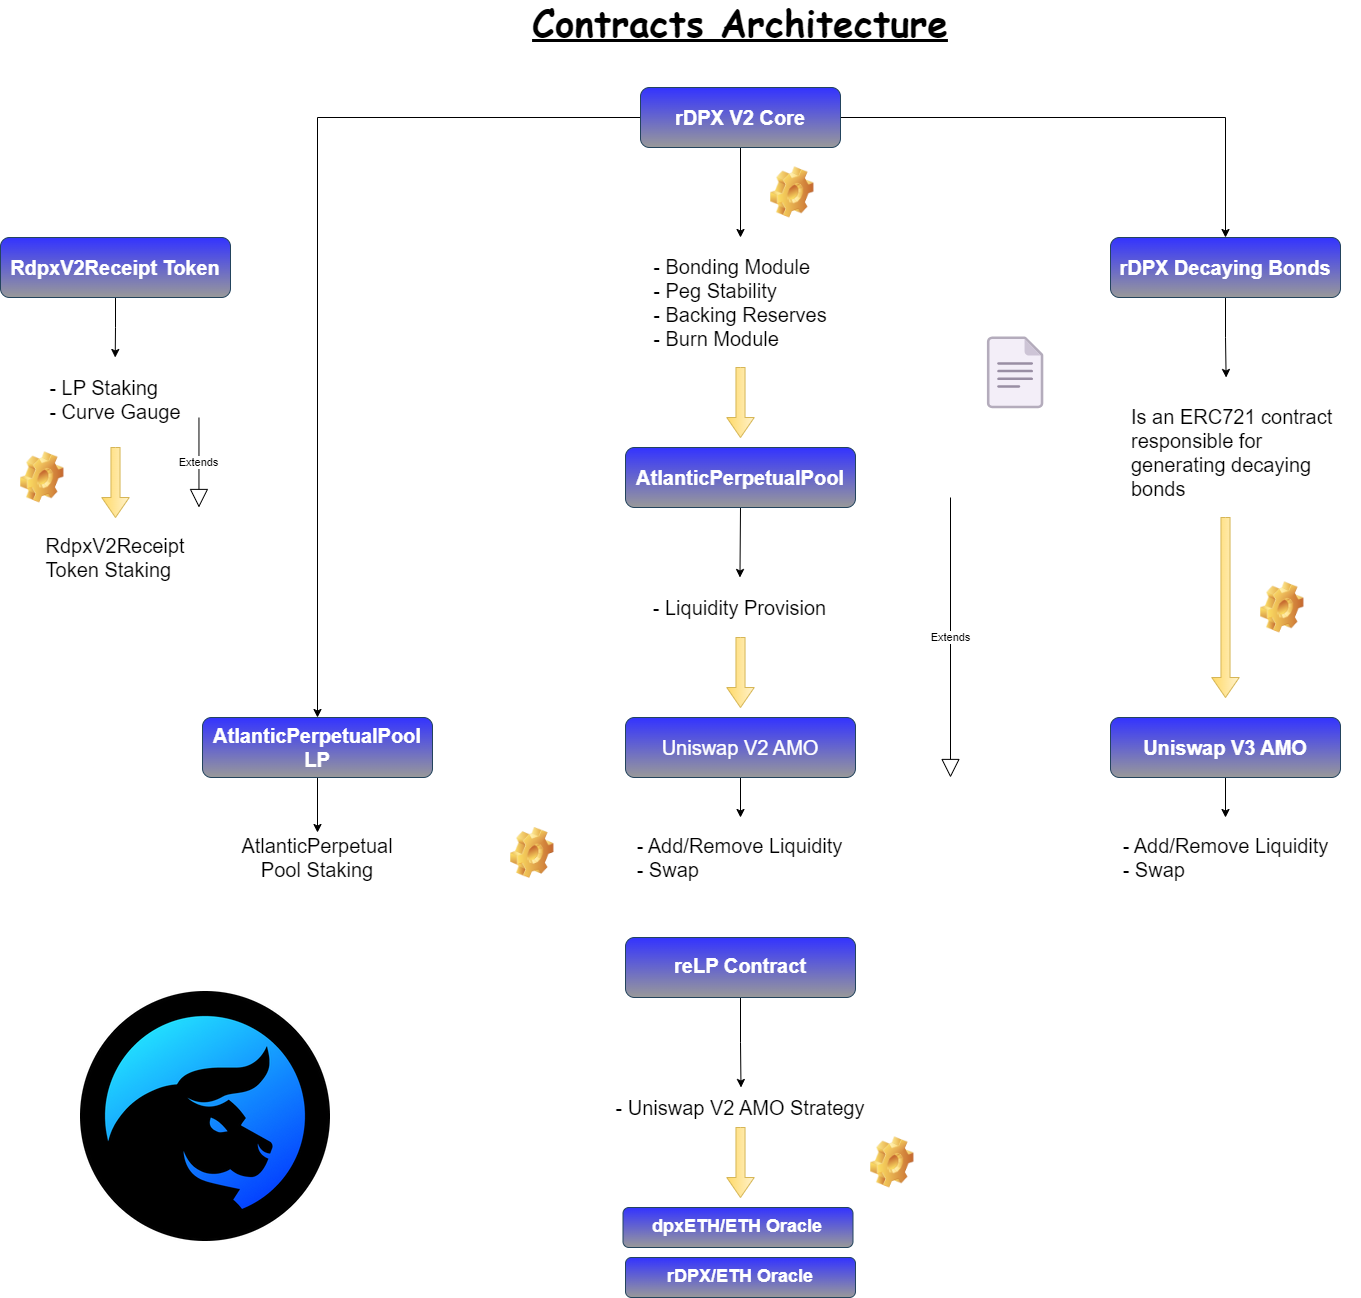 Contracts Architecture
rDPX V2 Core
RdpxV2Receipt Token
- LP Staking
- Curve Gauge
Extends
RdpxV2Receipt
Token Staking
- Bonding Module
- Peg Stability
- Backing Reserves
- Burn Module
AtlanticPerpetualPool
- Liquidity Provision
Extends
rDPX Decaying Bonds
Is an ERC721 contract
responsible for
generating decaying
bonds
AtlanticPerpetualPool
LP
AtlanticPerpetual
Pool Staking
Uniswap V2 AMO
- Add/Remove Liquidity
- Swap
Uniswap V3 AMO
- Add/Remove Liquidity
- Swap
reLP Contract
- Uniswap V2 AMO Strategy
dpxETH/ETH Oracle
rDPX/ETH Oracle